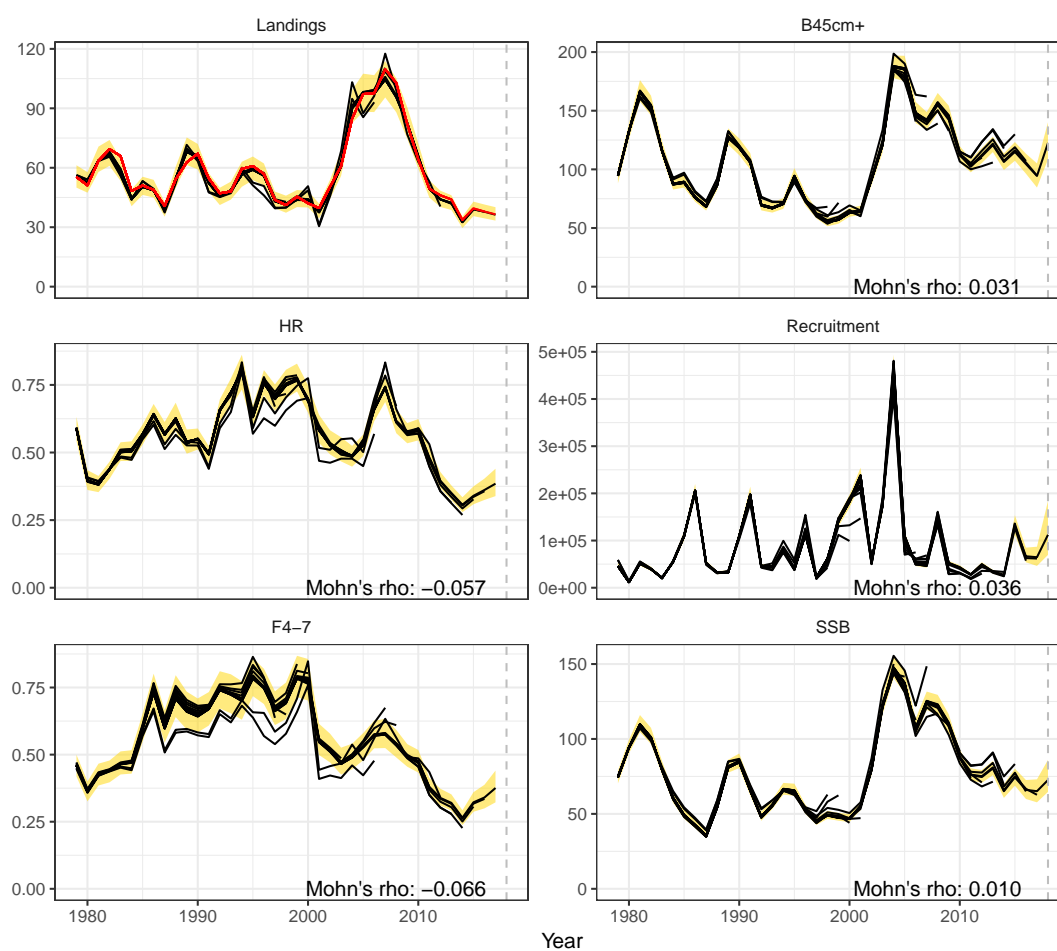 Landings
B45cm+
120
90
60
30
0
200
150
100
50
0
Mohn's rho: 0.031
HR
Recruitment
0.75
0.50
0.25
0.00
Mohn's rho: −0.057
5e+05
4e+05
3e+05
2e+05
1e+05
0e+00
Mohn's rho: 0.036
F4−7
SSB
0.75
0.50
0.25
0.00
Mohn's rho: −0.066
150
100
50
0
Mohn's rho: 0.010
1980 1990 2000 2010
1980 1990 2000 2010
Year